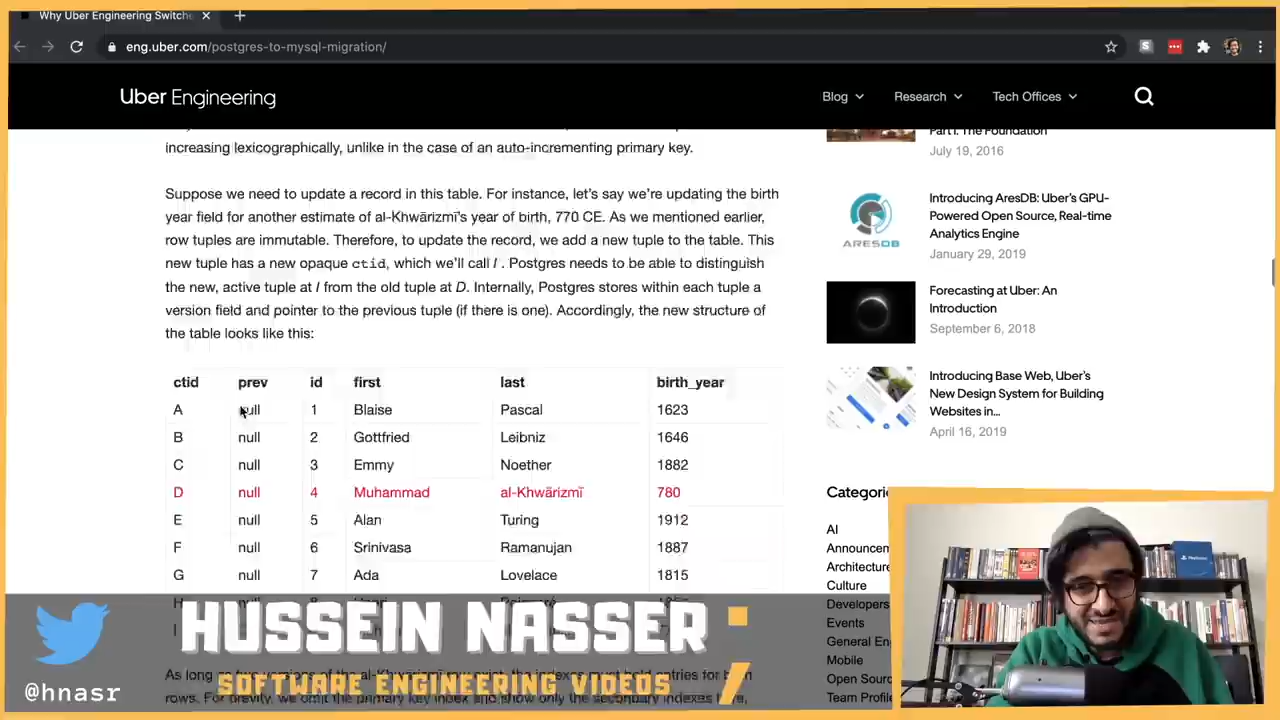 Why Uber Engineering Switche
eng.uber.com/postgres-to-mysql-migration/
Uber Engineering
Blog
Research
Tech Offices
increasing lexicographically, unlike in the case of an auto-incrementing primary key.
Suppose we need to update a record in this table. For instance, let's say we're updating the birth
year field for another estimate of al-Khwārizmī's year of birth, 770 CE. As we mentioned earlier,
row tuples are immutable. Therefore, to update the record, we add a new tuple to the table. This
new tuple has a new opaque ctid, which we'll call I . Postgres needs to be able to distinguish
the new, active tuple at I from the old tuple at D. Internally, Postgres stores within each tuple a
version field and pointer to the previous tuple (if there is one). Accordingly, the new structure of
the table looks like this:
ctid prev id first last birth_year
A null 1 Blaise Pascal 1623
B null 2 Gottfried Leibniz 1646
C null 3 Emmy Noether 1882
D null 4 Muhammad al-Khwārizmī 780
E null 5 Alan Turing 1912
F null 6 Srinivasa Ramanujan 1887
G null 7 Ada Lovelace 1815
Part I: The Foundation
July 19, 2016
ARESDB
Introducing AresDB: Uber's GPU-
Powered Open Source, Real-time
Analytics Engine
January 29, 2019
Forecasting at Uber: An
Introduction
September 6, 2018
Introducing Base Web, Uber's
New Design System for Building
Websites in...
April 16, 2019
Categorie
AI
Announcem
Architecture
Culture
Developers
Events
General En
Mobile
Open Sourc
Team Profile
HUSSEIN NASSER
SOFTWARE ENGINEERING VIDEOS
@hnasr